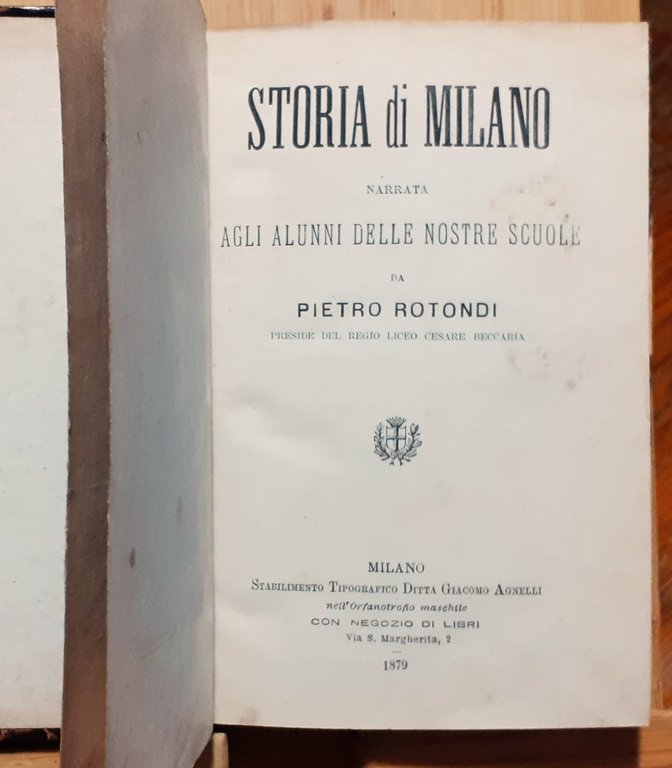 STORIA di MILANO
NARRATA
AGLI ALUNNI DELLE NOSTRE SCUOLE
DA
PIETRO ROTONDI
PRESIDE DEL REGIO LICEO CESARE BECCARIA
MILANO
STABILIMENTO TIPOGRAFICO DITTA GIACOMO AGNELLI
nell'Orfanotrofio maschile
CON NEGOZIO DI LIBRI
Via S. Margherita, 2
1879